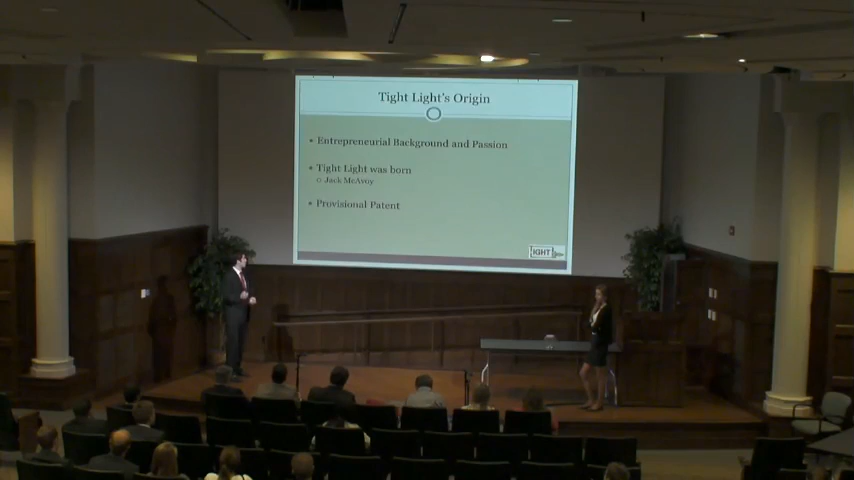 Tight Light's Origin
Entrepreneurial Background and Passion
Tight Light was born
Jack McAvoy
Provisional Patent